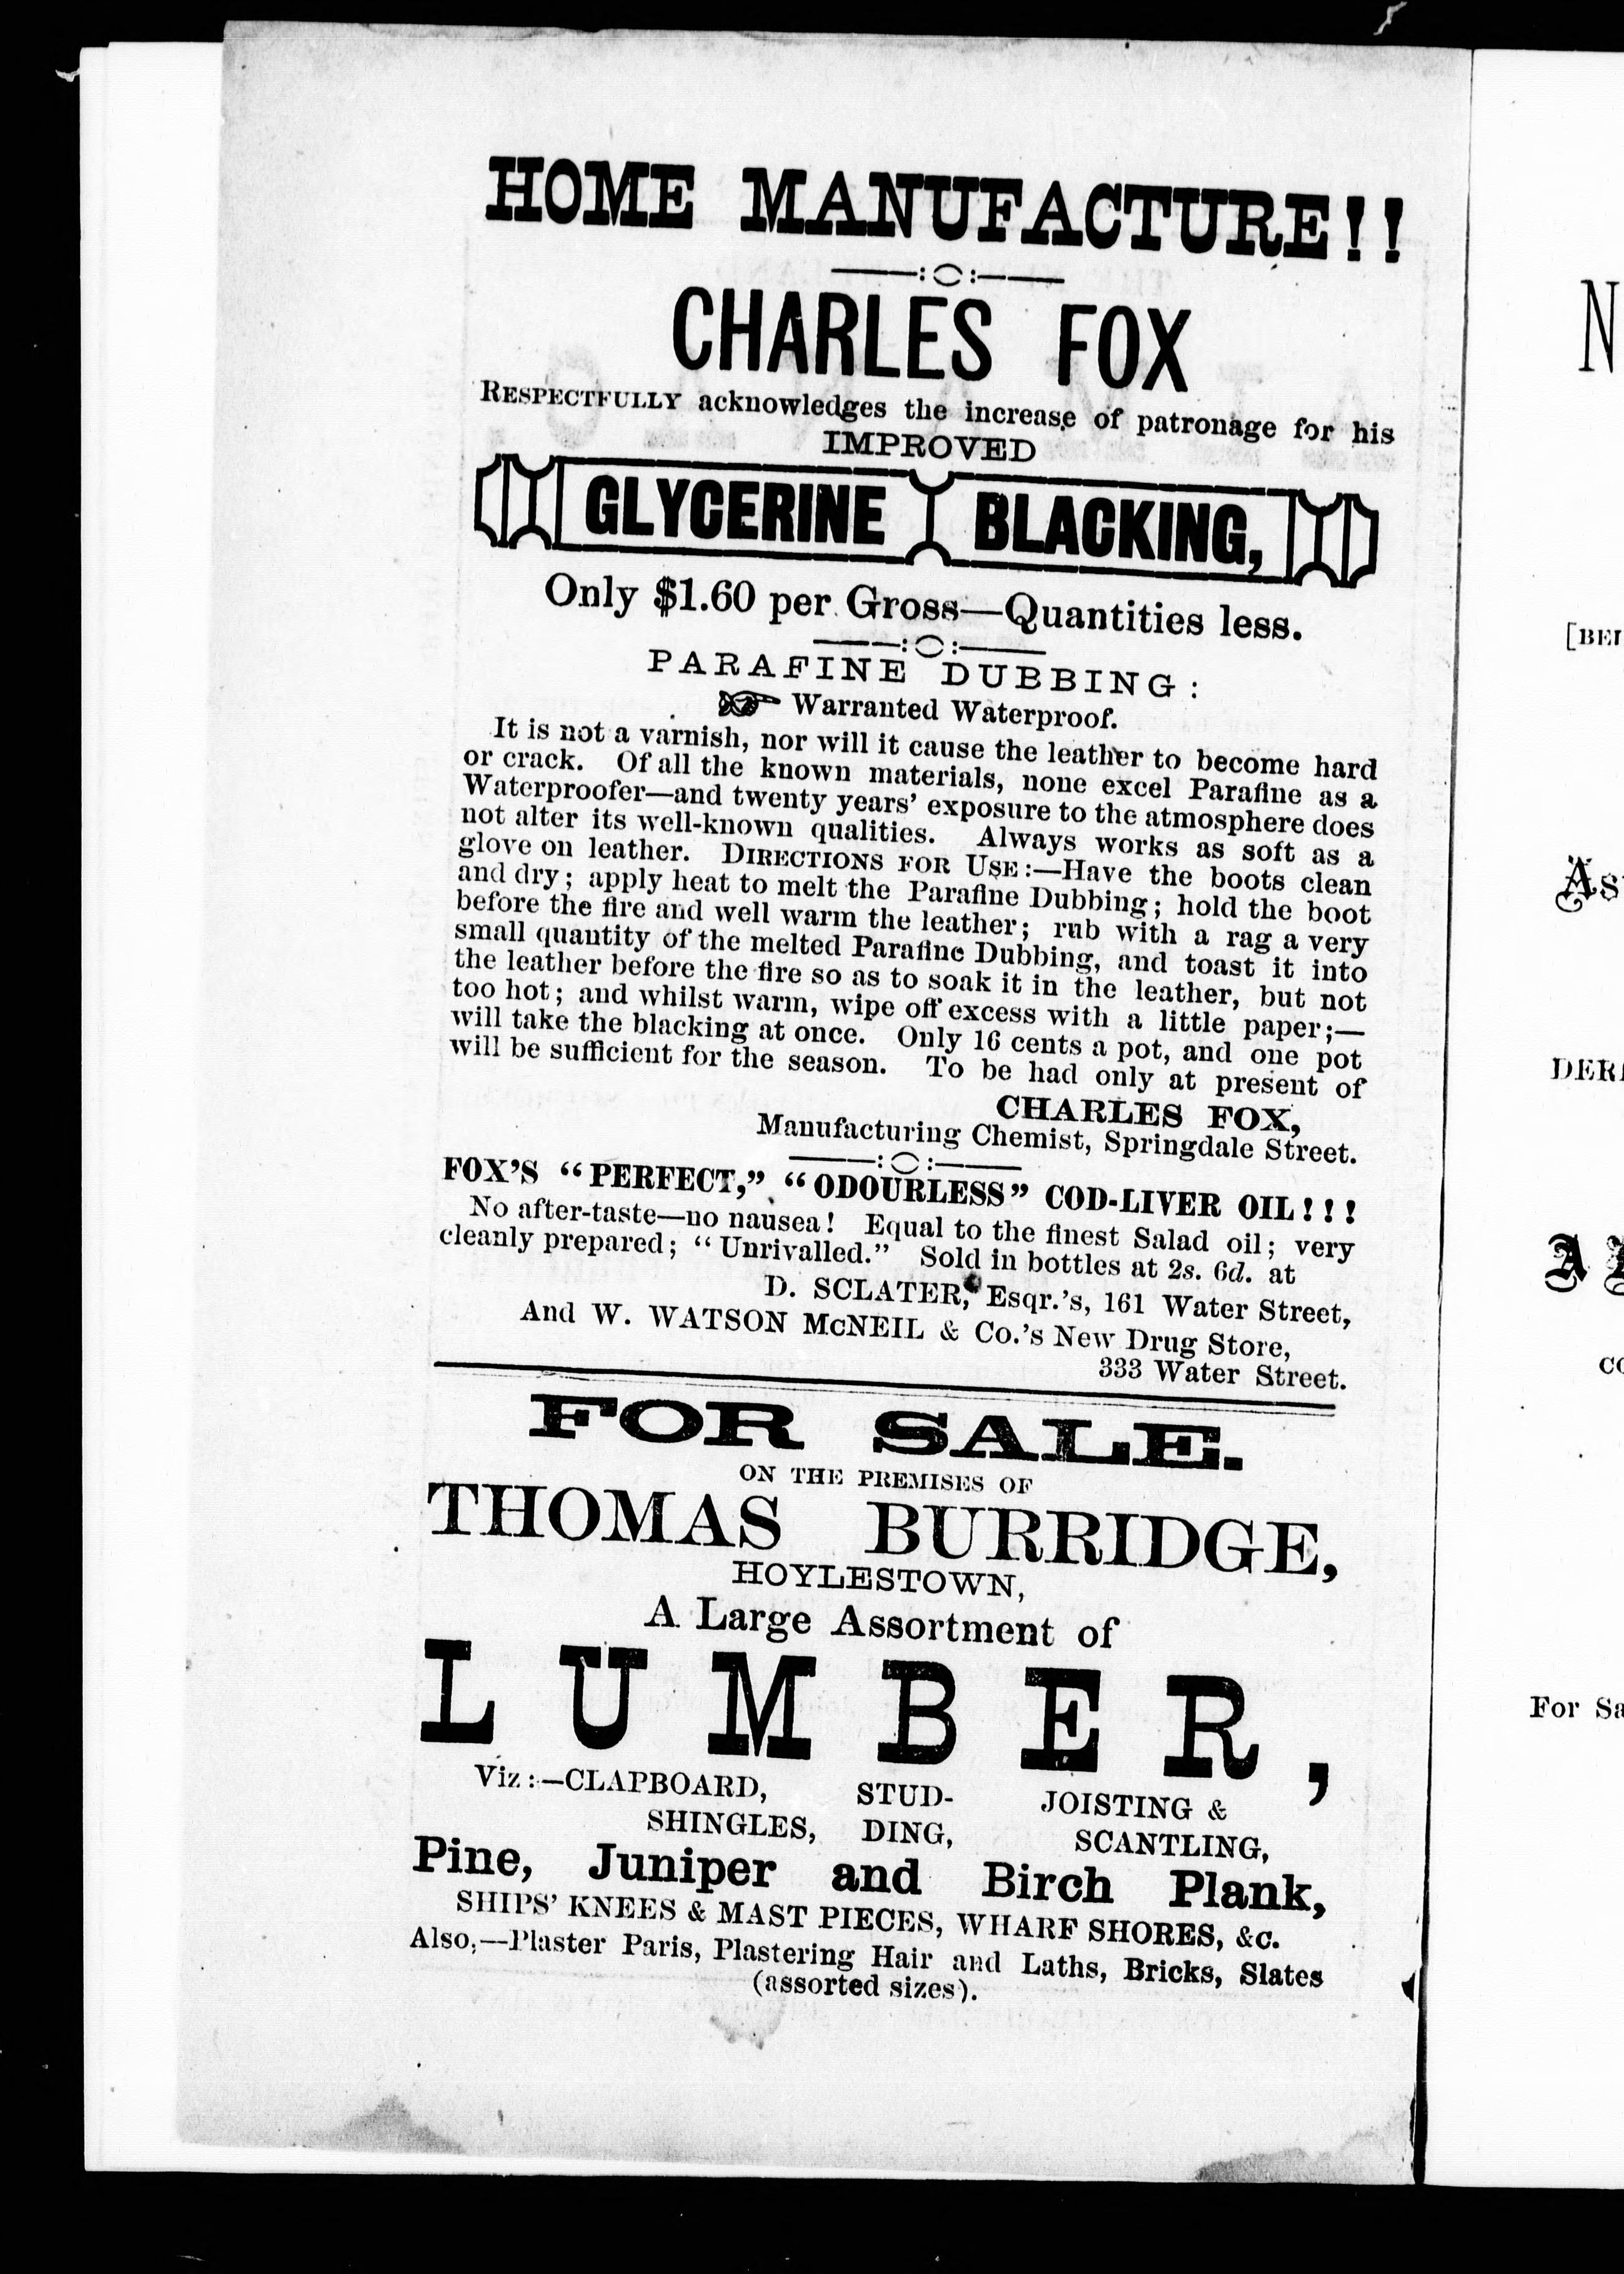 HOME MANUFACTURE!!
CHARLES FOX
RESPECTFULLY acknowledges the increase of patronage for his
IMPROVED
GLYCERINE BLACKING,
Only $1.60 per Gross—Quantities less.
PARAFINE DUBBING:
☞ Warranted Waterproof.
It is not a varnish, nor will it cause the leather to become hard
or crack. Of all the known materials, none excel Parafine as a
Waterproofer—and twenty years' exposure to the atmosphere does
not alter its well-known qualities. Always works as soft as a
glove on leather. DIRECTIONS FOR USE:—Have the boots clean
and dry; apply heat to melt the Parafine Dubbing; hold the boot
before the fire and well warm the leather; rub with a rag a very
small quantity of the melted Parafine Dubbing, and toast it into
the leather before the fire so as to soak it in the leather, but not
too hot; and whilst warm, wipe off excess with a little paper;—
will take the blacking at once. Only 16 cents a pot, and one pot
will be sufficient for the season. To be had only at present of
CHARLES FOX,
Manufacturing Chemist, Springdale Street.
FOX'S "PERFECT," "ODOURLESS" COD-LIVER OIL!!!
No after-taste—no nausea! Equal to the finest Salad oil; very
cleanly prepared; "Unrivalled." Sold in bottles at 2s. 6d. at
D. SCLATER, Esqr.'s, 161 Water Street,
And W. WATSON McNEIL & Co.'s New Drug Store,
333 Water Street.
FOR SALE.
ON THE PREMISES OF
THOMAS BURRIDGE,
HOYLESTOWN,
A Large Assortment of
LUMBER,
Viz:—CLAPBOARD, STUD- JOISTING &
SHINGLES, DING, SCANTLING,
Pine, Juniper and Birch Plank,
SHIPS' KNEES & MAST PIECES, WHARF SHORES, &c.
Also,—Plaster Paris, Plastering Hair and Laths, Bricks, Slates
(assorted sizes).
N
[BEI
As
DER
A
CO
For Sa